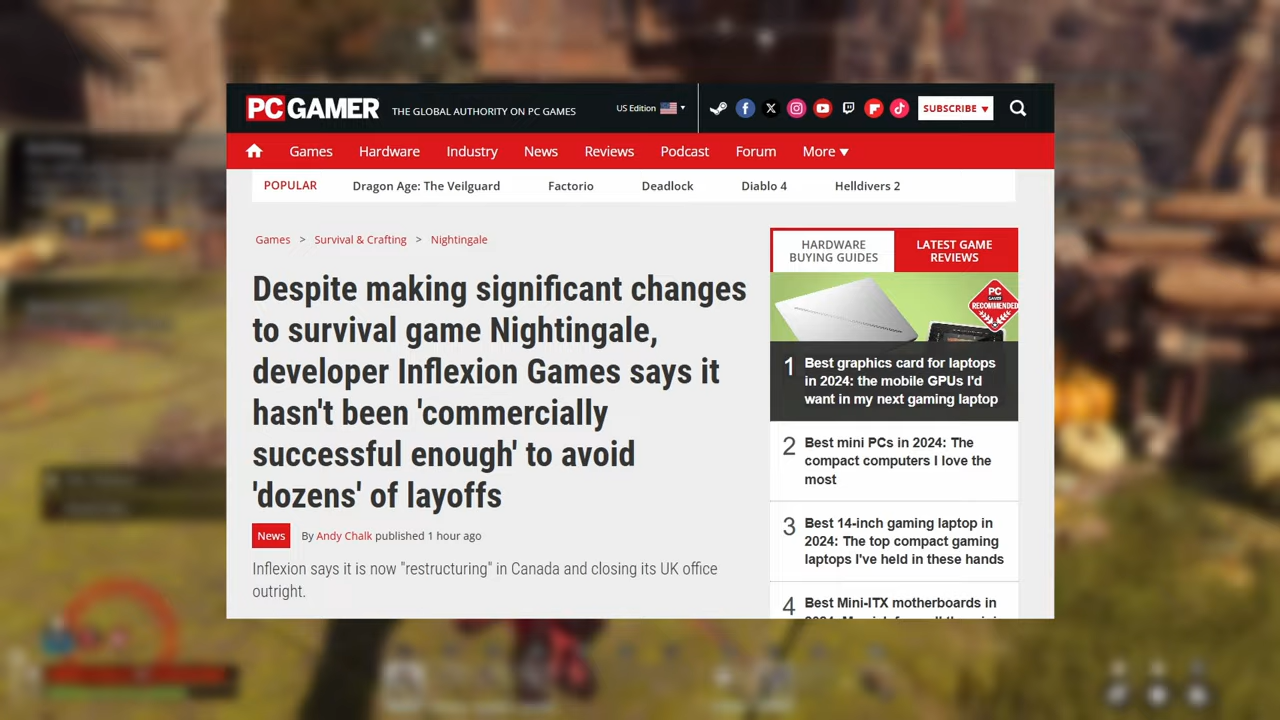 PC GAMER THE GLOBAL AUTHORITY ON PC GAMES US Edition SUBSCRIBE
Games Hardware Industry News Reviews Podcast Forum More
POPULAR Dragon Age: The Veilguard Factorio Deadlock Diablo 4 Helldivers 2
Games > Survival & Crafting > Nightingale
Despite making significant changes
to survival game Nightingale,
developer Inflexion Games says it
hasn't been 'commercially
successful enough' to avoid
'dozens' of layoffs
News By Andy Chalk published 1 hour ago
Inflexion says it is now "restructuring" in Canada and closing its UK office
outright.
HARDWARE
BUYING GUIDES
LATEST GAME
REVIEWS
PC
GAMER
RECOMMENDED
1 Best graphics card for laptops
in 2024: the mobile GPUs I'd
want in my next gaming laptop
2 Best mini PCs in 2024: The
compact computers I love the
most
3 Best 14-inch gaming laptop in
2024: The top compact gaming
laptops I've held in these hands
4 Best Mini-ITX motherboards in